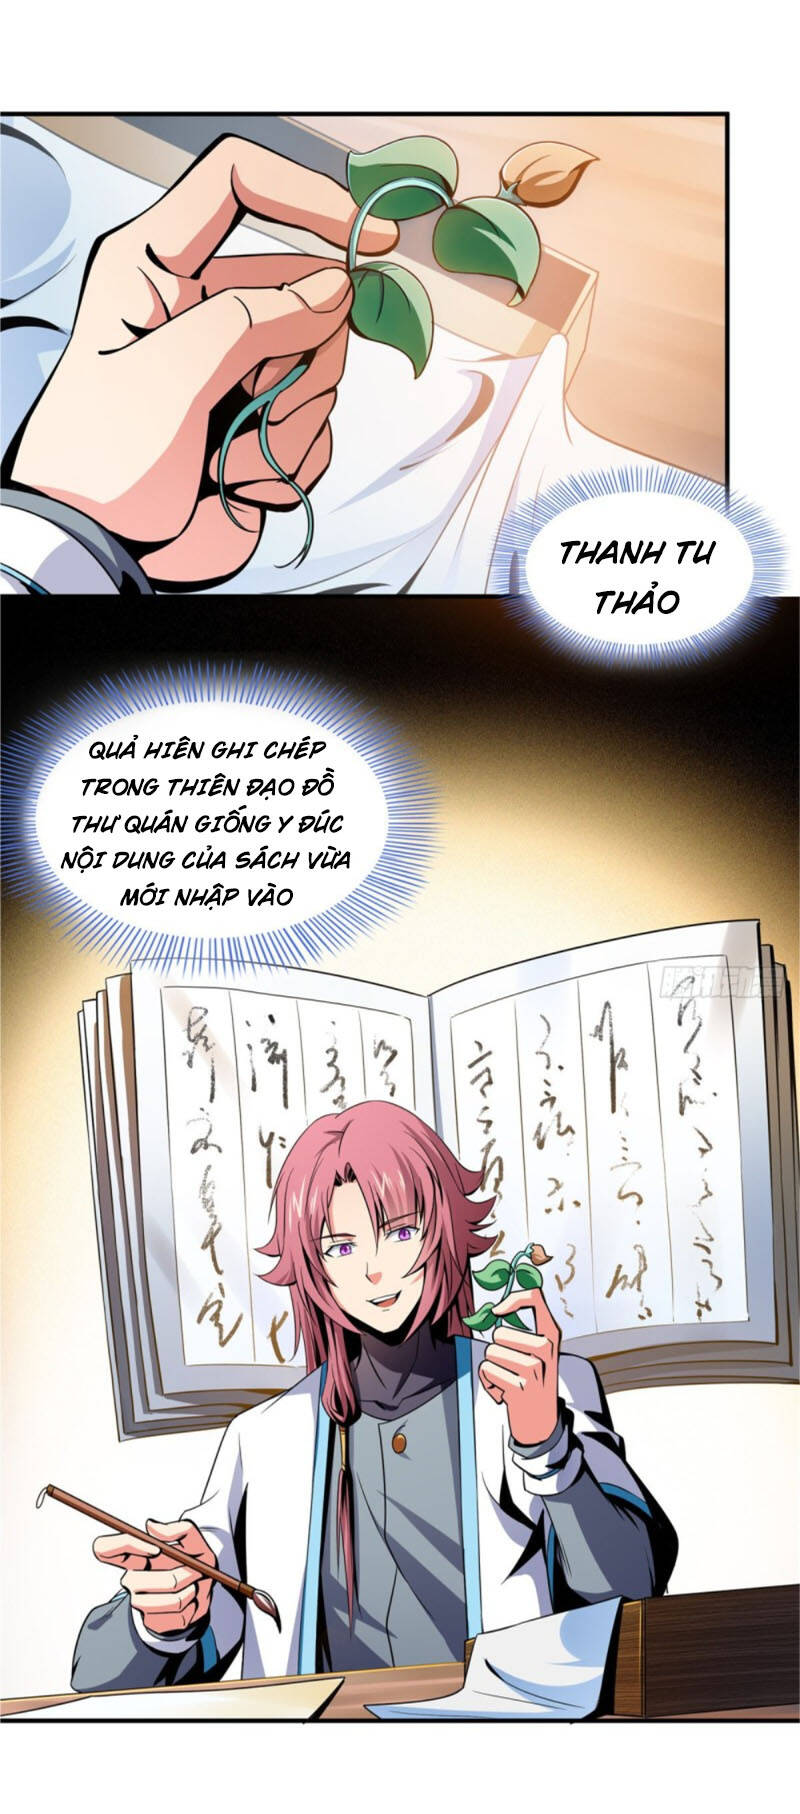 THANH TU
THẢO
QUẢ HIÊN GHI CHÉP
TRONG THIÊN ĐẠO ĐỒ
THƯ QUÁN GIỐNG Y ĐÚC
NỘI DUNG CỦA SÁCH VỪA
MỚI NHẬP VÀO